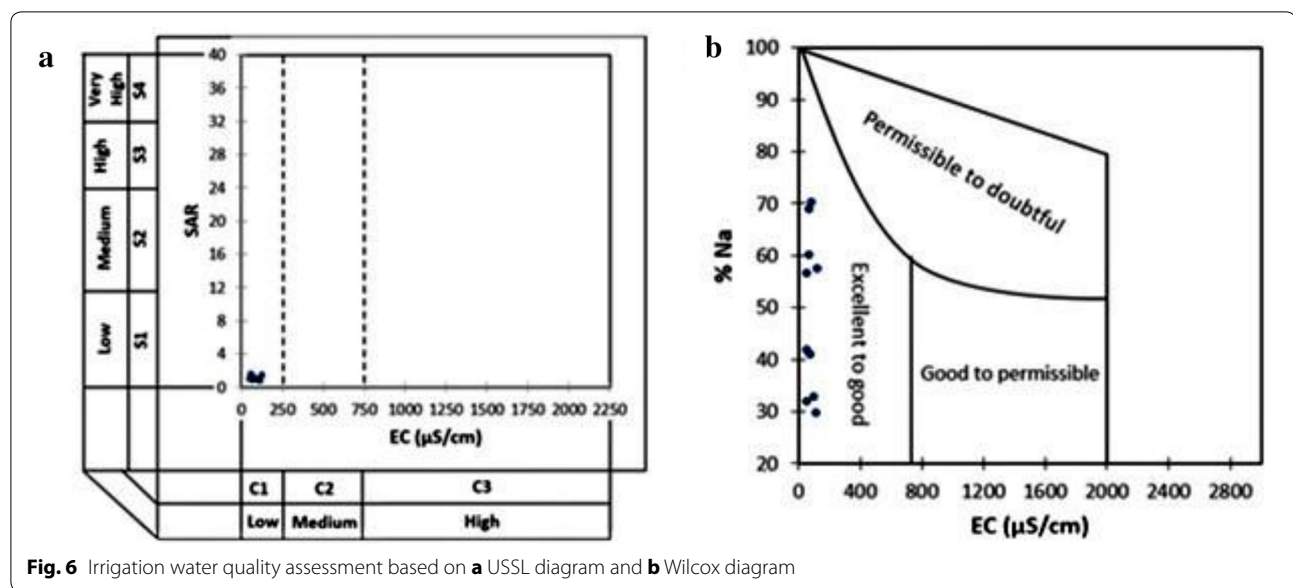 a
Very High
S4
High
S3
Medium
S2
Low
S1
SAR
40
36
32
28
24
20
16
12
8
4
0
0 250 500 750 1000 1250 1500 1750 2000 2250
EC (µS/cm)
C1 C2 C3
Low Medium High
b
% Na
100
90
80
70
60
50
40
30
20
Permissible to doubtful
Excellent to good
Good to permissible
0 400 800 1200 1600 2000 2400 2800
EC (µS/cm)
Fig. 6 Irrigation water quality assessment based on a USSL diagram and b Wilcox diagram